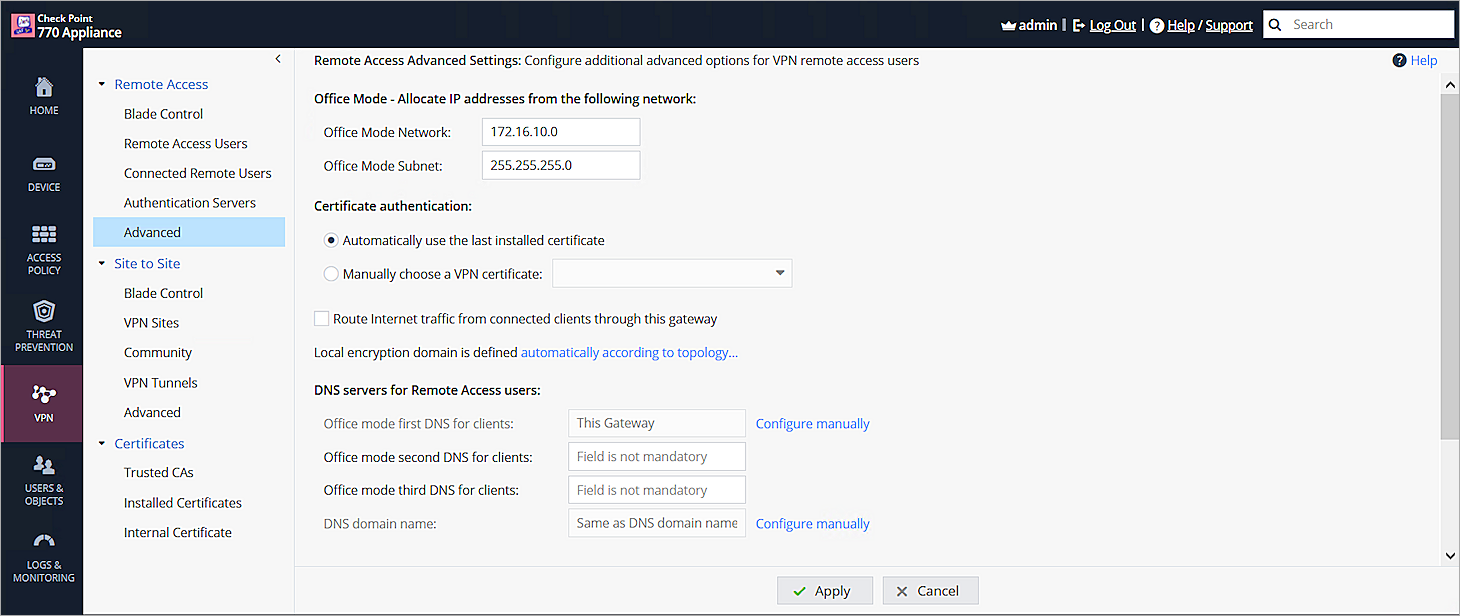 Check Point
770 Appliance
admin | Log Out | ? Help / Support
Search
HOME
DEVICE
ACCESS
POLICY
THREAT
PREVENTION
VPN
USERS &
OBJECTS
LOGS &
MONITORING
Remote Access
Blade Control
Remote Access Users
Connected Remote Users
Authentication Servers
Advanced
Site to Site
Blade Control
VPN Sites
Community
VPN Tunnels
Advanced
Certificates
Trusted CAs
Installed Certificates
Internal Certificate
Remote Access Advanced Settings: Configure additional advanced options for VPN remote access users
? Help
Office Mode - Allocate IP addresses from the following network:
Office Mode Network: 172.16.10.0
Office Mode Subnet: 255.255.255.0
Certificate authentication:
Automatically use the last installed certificate
Manually choose a VPN certificate:
Route Internet traffic from connected clients through this gateway
Local encryption domain is defined automatically according to topology...
DNS servers for Remote Access users:
Office mode first DNS for clients: This Gateway Configure manually
Office mode second DNS for clients: Field is not mandatory
Office mode third DNS for clients: Field is not mandatory
DNS domain name: Same as DNS domain name Configure manually
Apply
Cancel